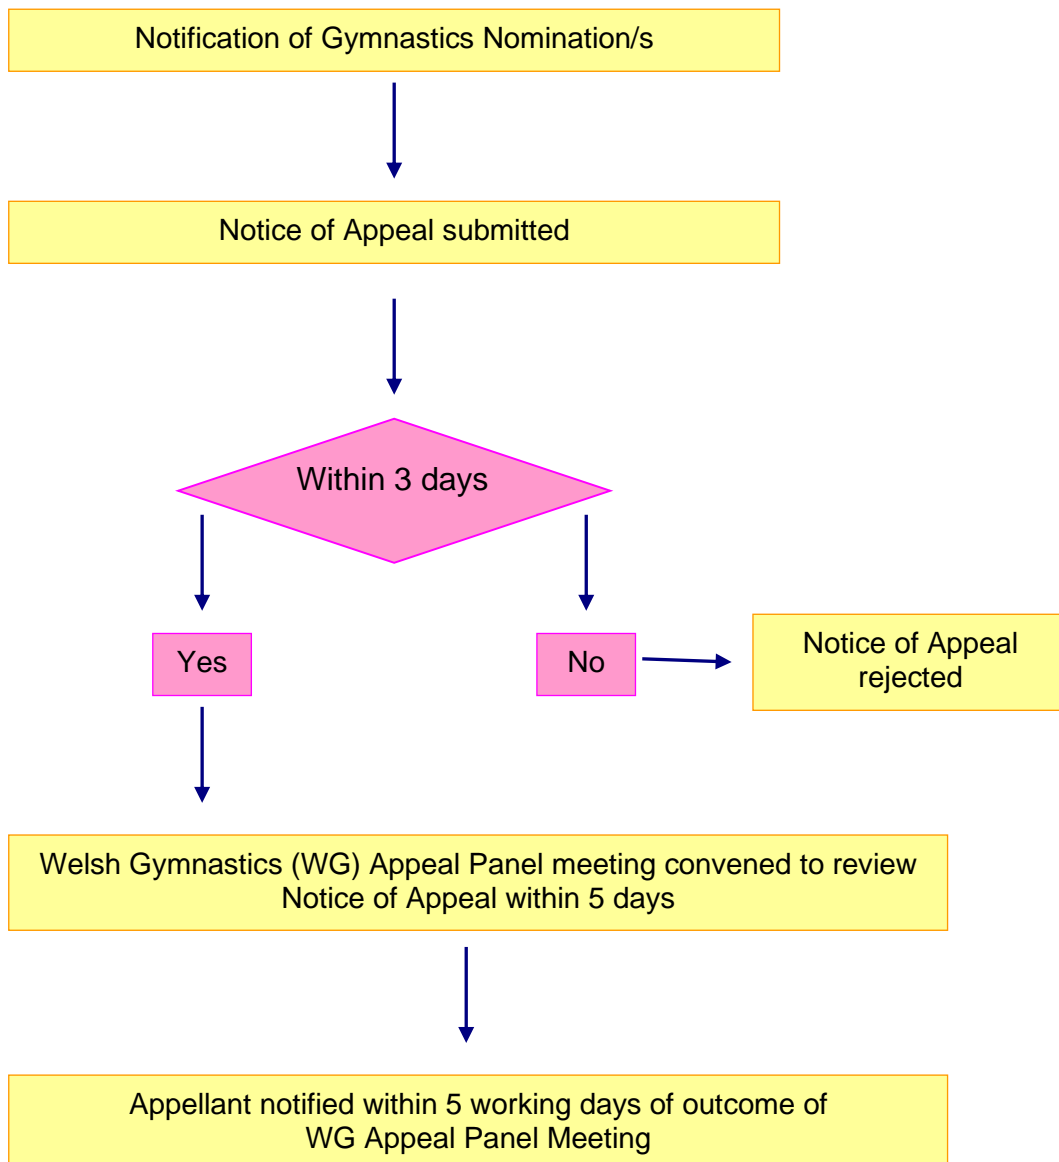 Notification of Gymnastics Nomination/s
Notice of Appeal submitted
Within 3 days
Yes
No
Notice of Appeal
rejected
Welsh Gymnastics (WG) Appeal Panel meeting convened to review
Notice of Appeal within 5 days
Appellant notified within 5 working days of outcome of
WG Appeal Panel Meeting